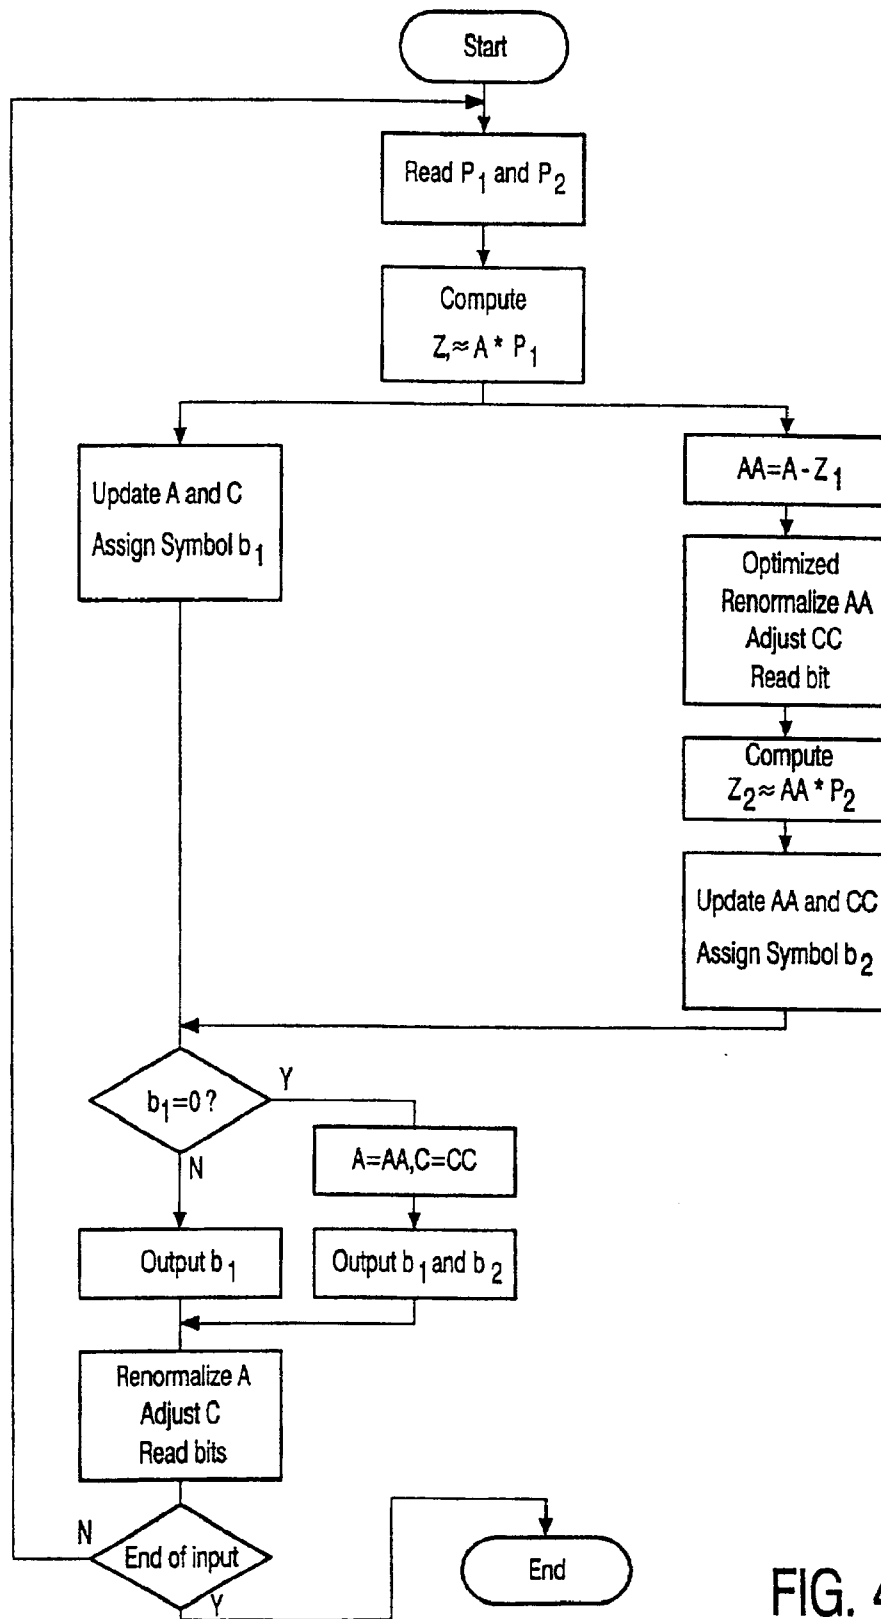 Start
Read P1 and P2
Compute
Z,≈ A * P1
Update A and C
Assign Symbol b1
AA=A - Z1
Optimized
Renormalize AA
Adjust CC
Read bit
Compute
Z2≈ AA * P2
Update AA and CC
Assign Symbol b2
b1=0?
Y
N
A=AA,C=CC
Output b1
Output b1 and b2
Renormalize A
Adjust C
Read bits
N
End of input
Y
End
FIG. 4